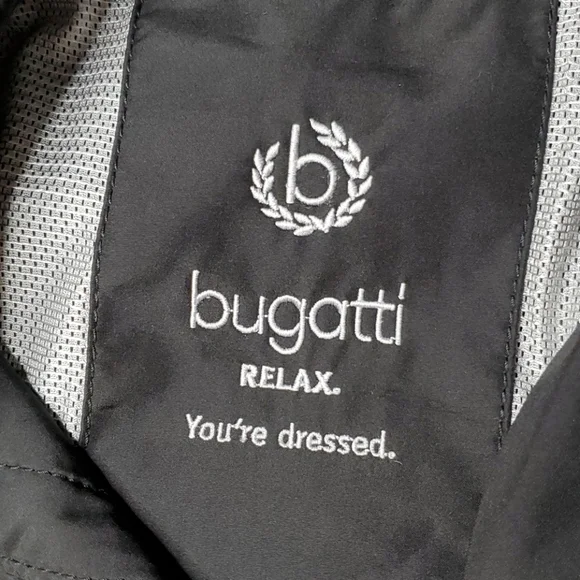 b
bugatti
RELAX.
You're dressed.